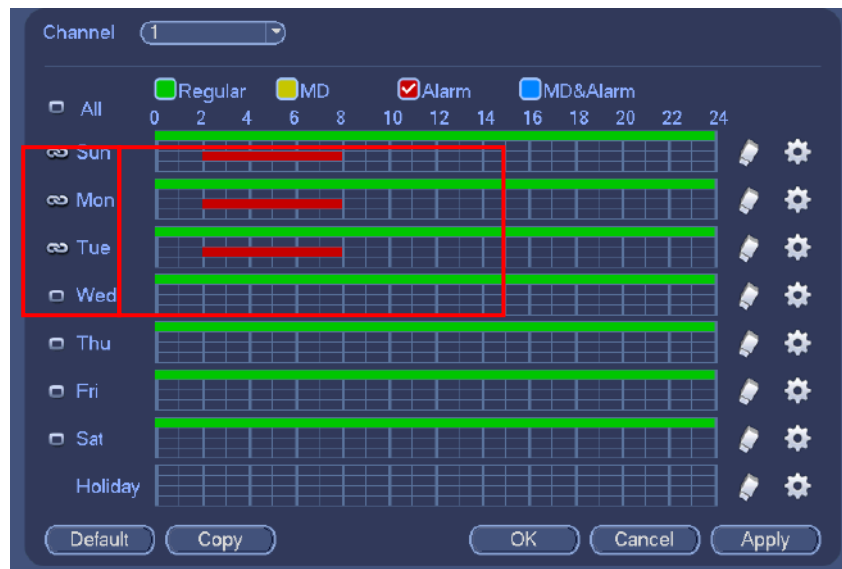 Channel 1
Regular MD Alarm MD&Alarm
All
0 2 4 6 8 10 12 14 16 18 20 22 24
Sun
Mon
Tue
Wed
Thu
Fri
Sat
Holiday
Default Copy OK Cancel Apply